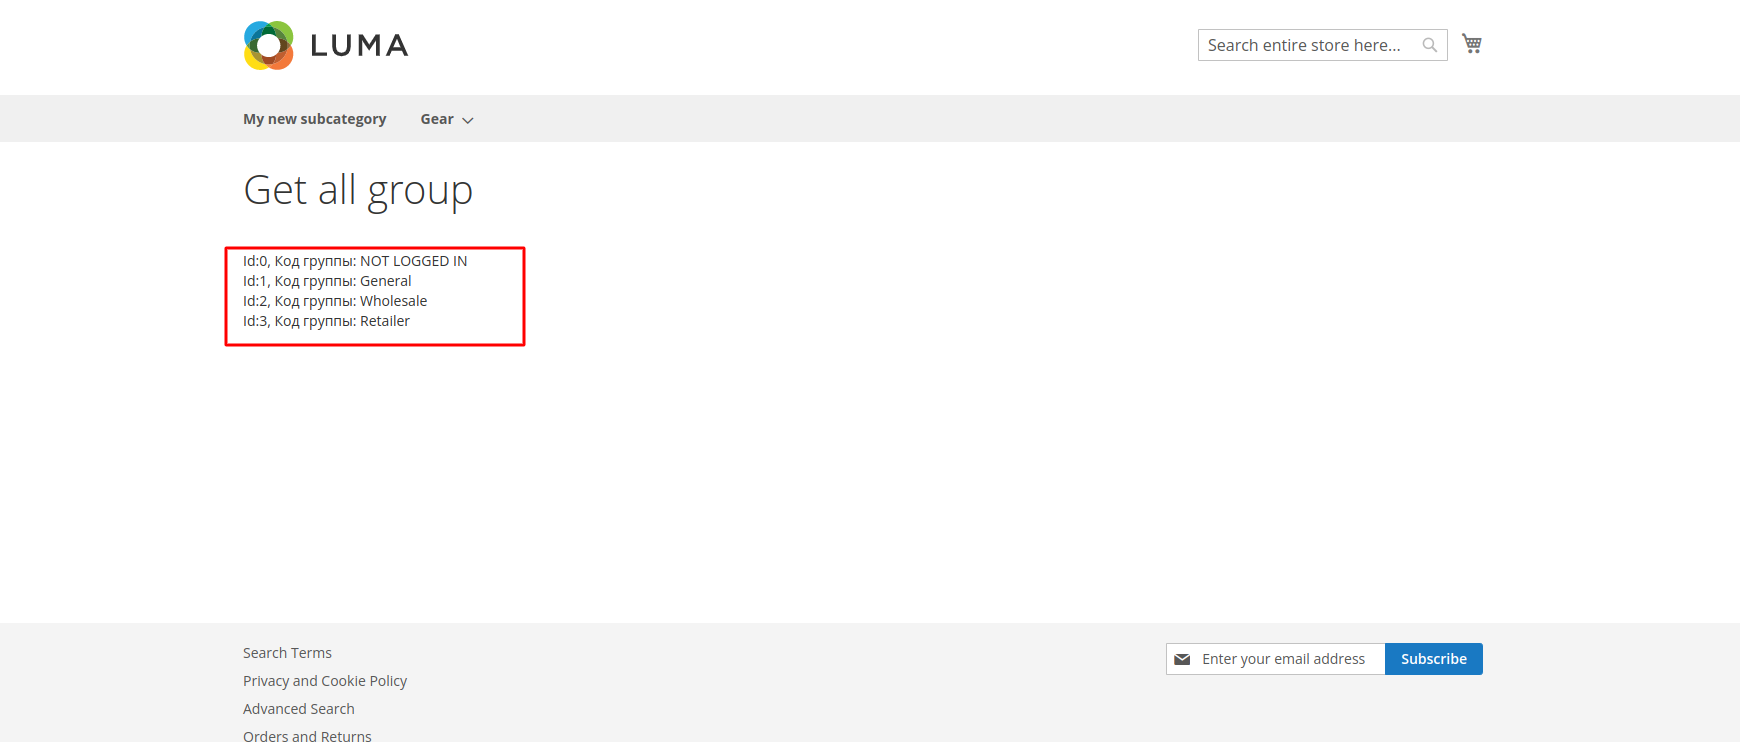 LUMA
Search entire store here...
My new subcategory
Gear
Get all group
Id:0, Код группы: NOT LOGGED IN
Id:1, Код группы: General
Id:2, Код группы: Wholesale
Id:3, Код группы: Retailer
Search Terms
Privacy and Cookie Policy
Advanced Search
Orders and Returns
Enter your email address
Subscribe